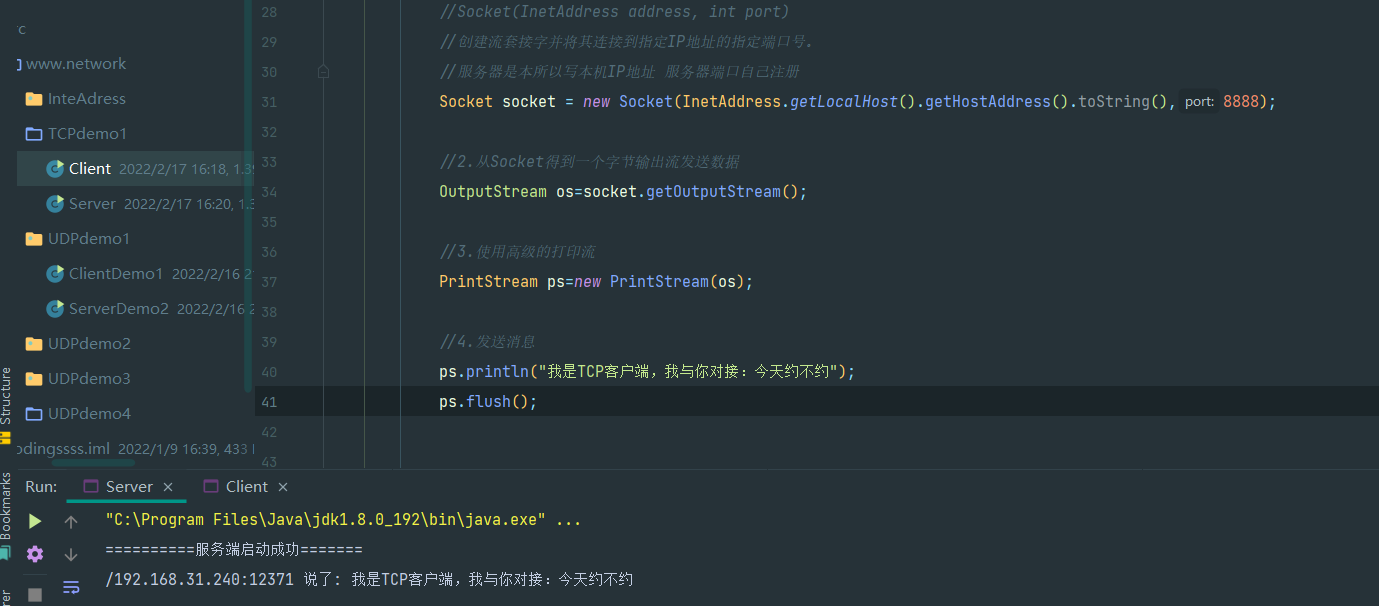 28 //Socket(InetAddress address, int port)
29 //创建流套接字并将其连接到指定IP地址的指定端口号.
30 //服务器是本所以写本机IP地址 服务器端口自己注册
31 Socket socket = new Socket(InetAddress.getLocalHost().getHostAddress().toString(), port: 8888);
32
33 //2.从Socket得到一个字节输出流发送数据
34 OutputStream os=socket.getOutputStream();
35
36 //3.使用高级的打印流
37 PrintStream ps=new PrintStream(os);
38
39 //4.发送消息
40 ps.println("我是TCP客户端，我与你对接：今天约不约");
41 ps.flush();
42
43
www.network
InteAdress
TCPdemo1
Client 2022/2/17 16:18, 1.3
Server 2022/2/17 16:20, 1.3
UDPdemo1
ClientDemo1 2022/2/16 2
ServerDemo2 2022/2/16 2
UDPdemo2
UDPdemo3
UDPdemo4
odingssss.iml 2022/1/9 16:39, 433
Structure
Bookmarks
Run: Server × Client ×
"C:\Program Files\Java\jdk1.8.0_192\bin\java.exe" ...
==========服务端启动成功=======
/192.168.31.240:12371 说了: 我是TCP客户端，我与你对接：今天约不约